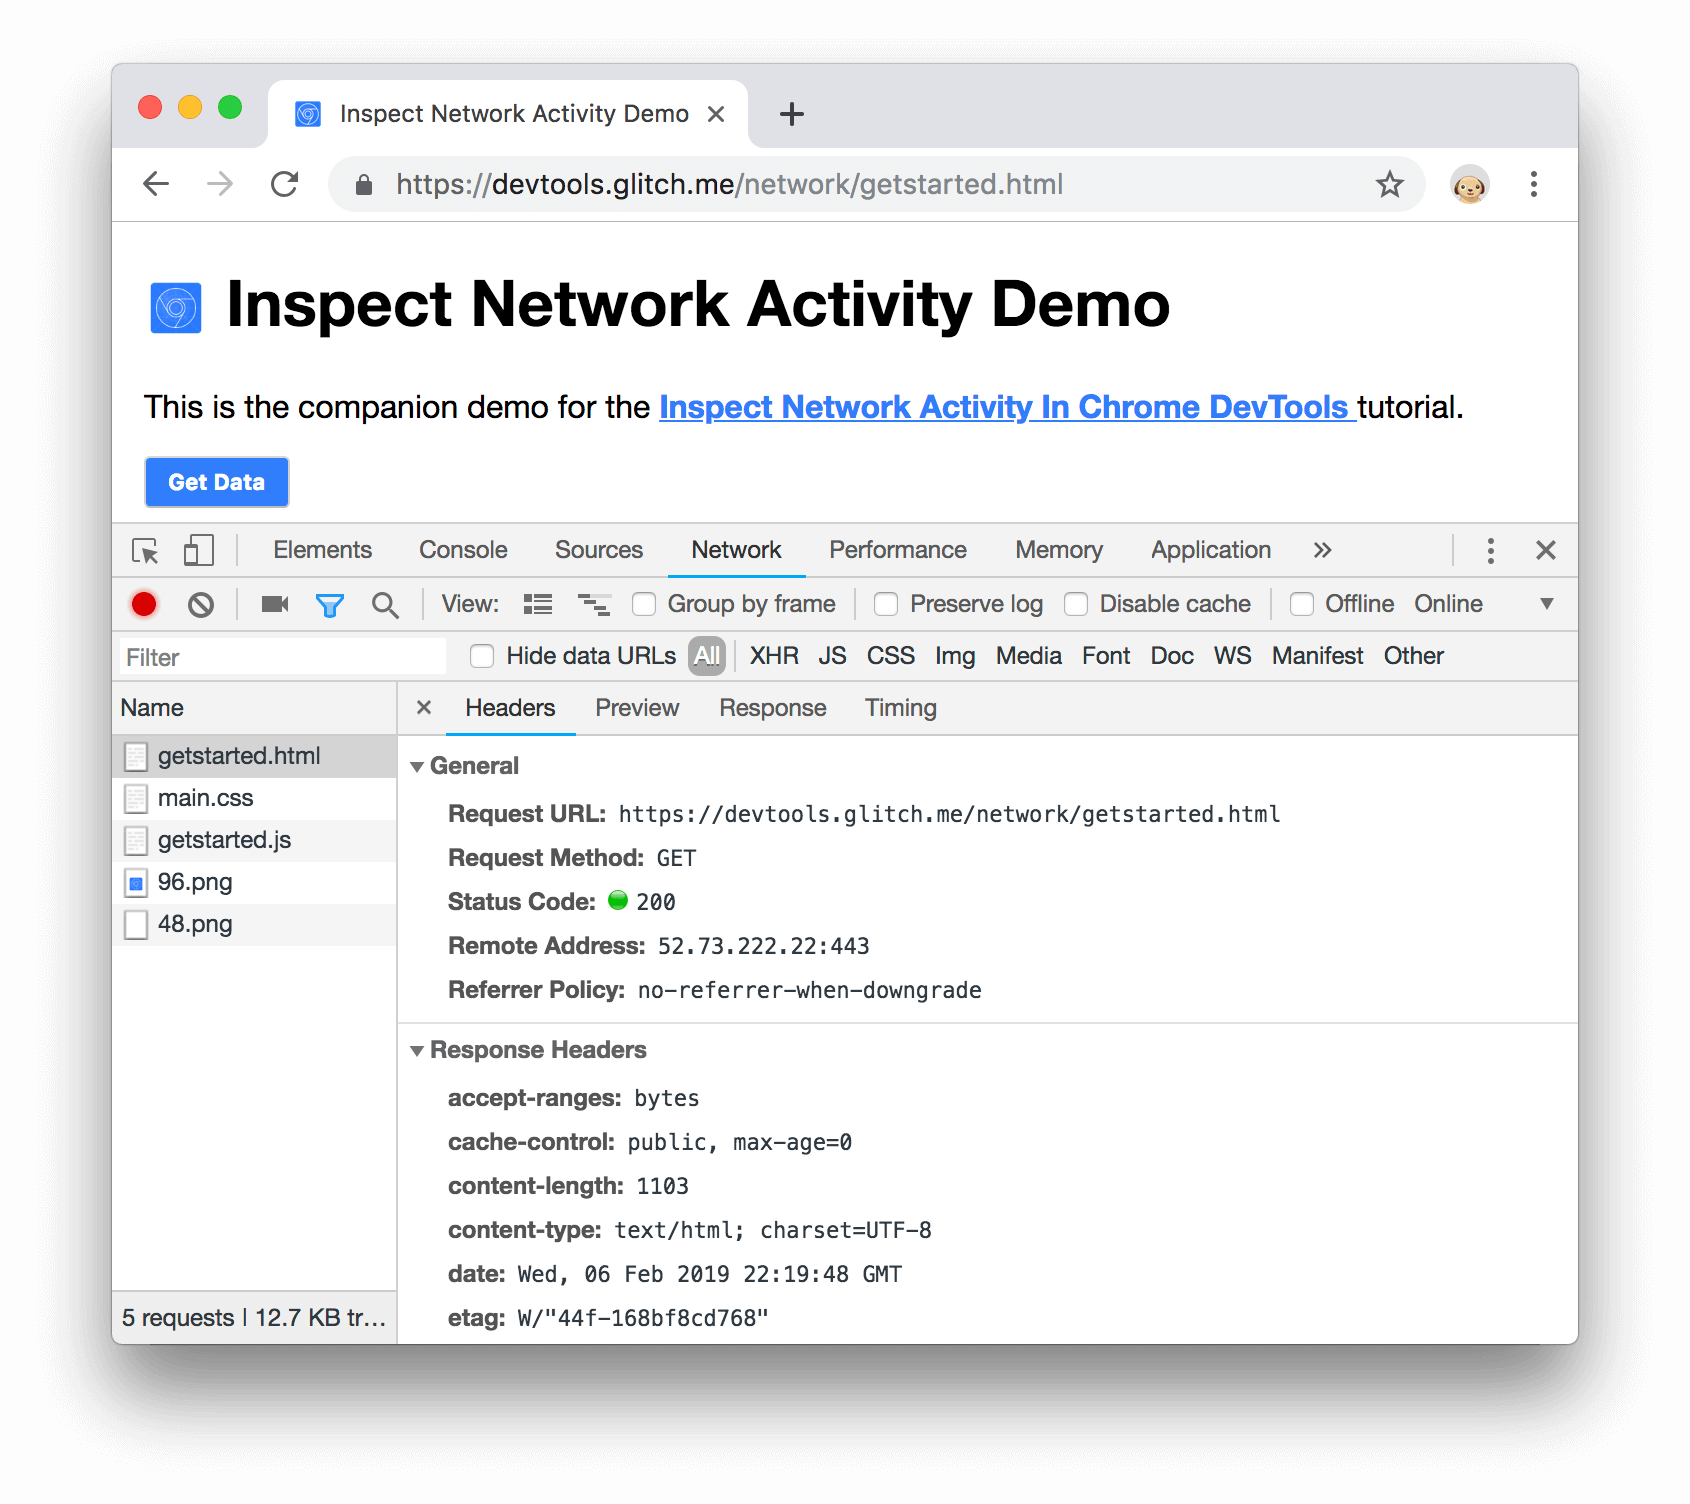 Inspect Network Activity Demo
https://devtools.glitch.me/network/getstarted.html
Inspect Network Activity Demo
This is the companion demo for the Inspect Network Activity In Chrome DevTools tutorial.
Get Data
Elements Console Sources Network Performance Memory Application
View: Group by frame Preserve log Disable cache Offline Online
Filter Hide data URLs All XHR JS CSS Img Media Font Doc WS Manifest Other
Name
getstarted.html
main.css
getstarted.js
96.png
48.png
5 requests | 12.7 KB tr...
Headers Preview Response Timing
General
Request URL: https://devtools.glitch.me/network/getstarted.html
Request Method: GET
Status Code: 200
Remote Address: 52.73.222.22:443
Referrer Policy: no-referrer-when-downgrade
Response Headers
accept-ranges: bytes
cache-control: public, max-age=0
content-length: 1103
content-type: text/html; charset=UTF-8
date: Wed, 06 Feb 2019 22:19:48 GMT
etag: W/"44f-168bf8cd768"